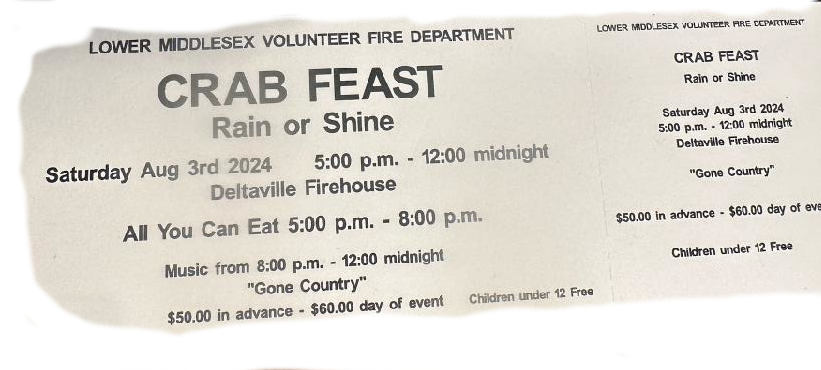 LOWER MIDDLESEX VOLUNTEER FIRE DEPARTMENT
CRAB FEAST
Rain or Shine
Saturday Aug 3rd 2024 5:00 p.m. - 12:00 midnight
Deltaville Firehouse
All You Can Eat 5:00 p.m. - 8:00 p.m.
Music from 8:00 p.m. - 12:00 midnight
"Gone Country"
$50.00 in advance - $60.00 day of event Children under 12 Free
LOWER MIDDLESEX VOLUNTEER FIRE DEPARTMENT
CRAB FEAST
Rain or Shine
Saturday Aug 3rd 2024
5:00 p.m. - 12:00 midnight
Deltaville Firehouse
"Gone Country"
$50.00 in advance - $60.00 day of eve
Children under 12 Free